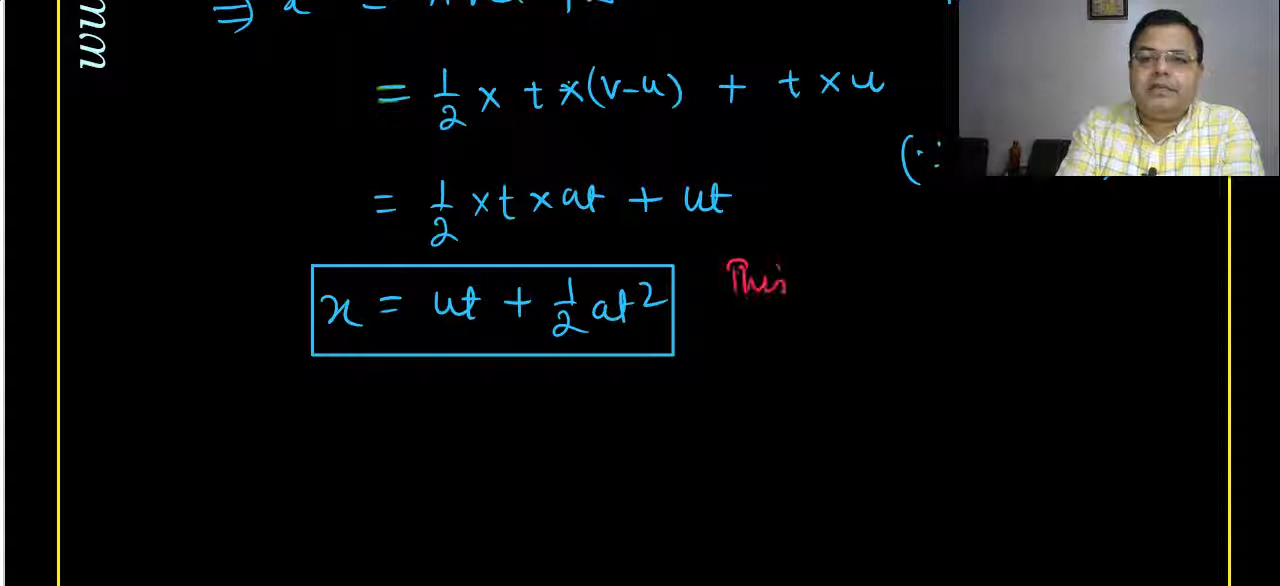 = 1/2 x t x (v-u) + t x u
(∵
= 1/2 x t x at + ut
x = ut + 1/2 at²
This